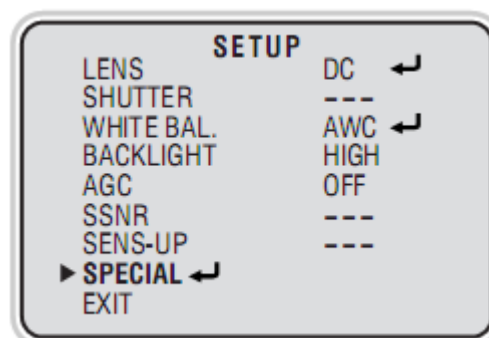 SETUP
LENS DC ↵
SHUTTER ---
WHITE BAL. AWC ↵
BACKLIGHT HIGH
AGC OFF
SSNR ---
SENS-UP ---
▶ SPECIAL ↵
EXIT